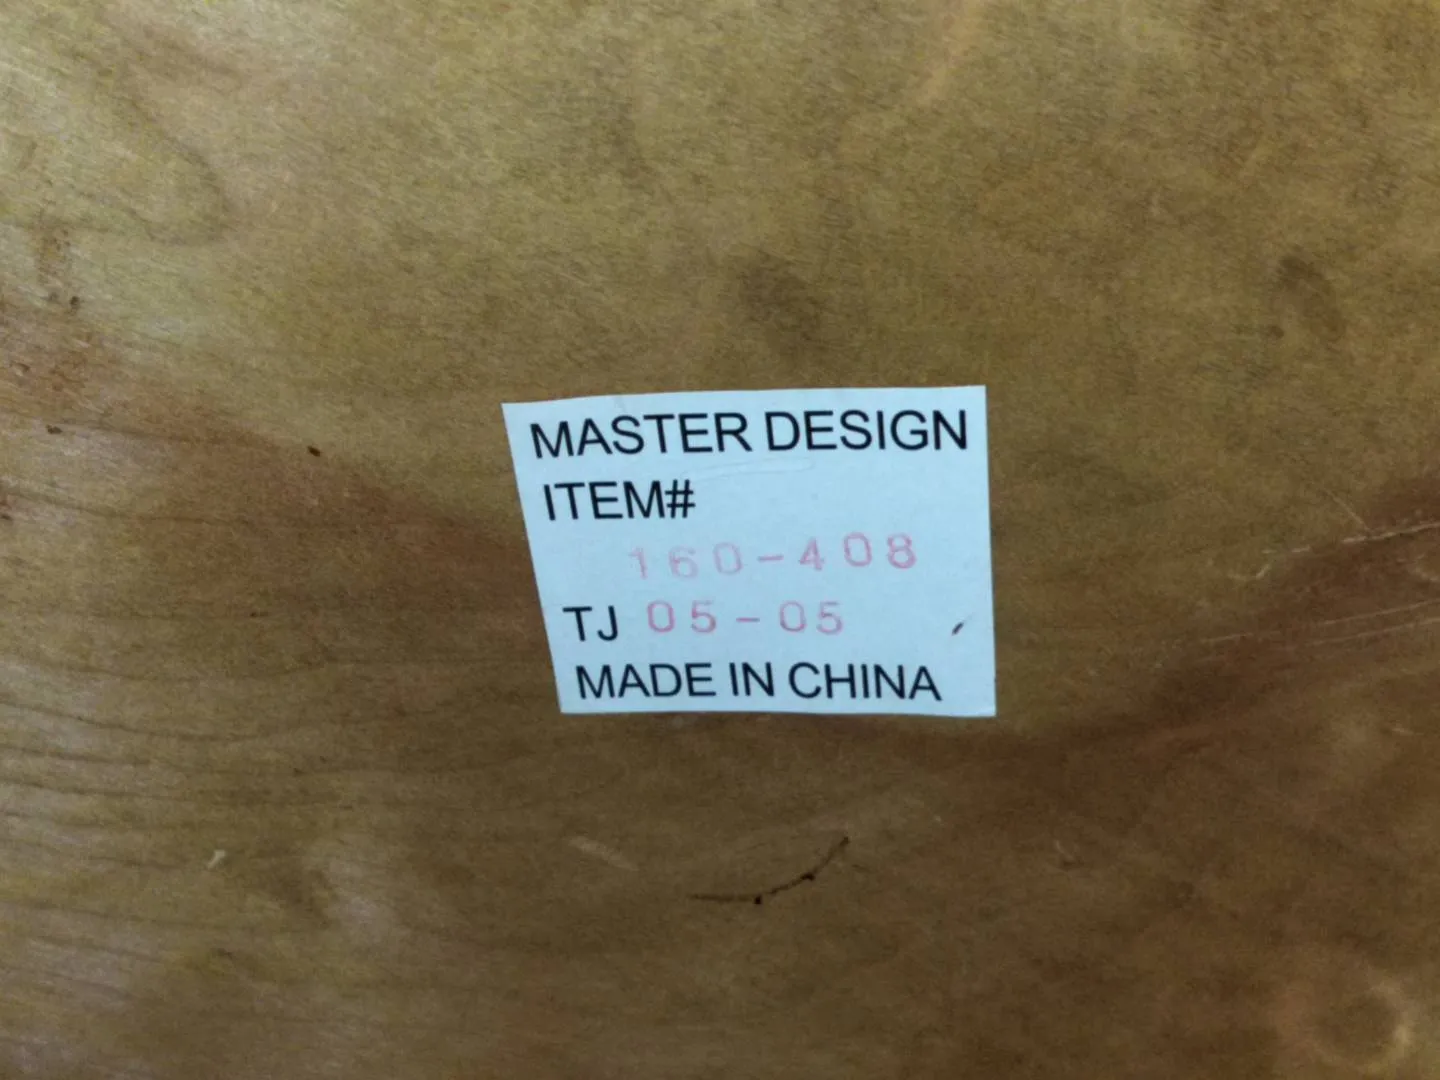 MASTER DESIGN
ITEM#
160-408
TJ 05-05
MADE IN CHINA